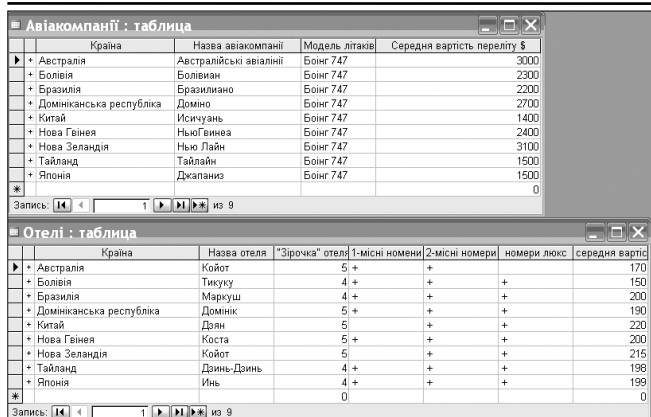 Авіакомпанії : таблица
Країна Назва авіакомпанії Модель літаків Середня вартість переліту $
+ Австралія Австралійські авіалінії Боінг 747 3000
+ Болівія Боливиан Боінг 747 2300
+ Бразилія Бразилиано Боінг 747 2200
+ Домініканська республіка Доміно Боінг 747 2700
+ Китай Исичуань Боінг 747 1400
+ Нова Гвінея НьюГвинеа Боінг 747 2400
+ Нова Зеландія Нью Лайн Боінг 747 3100
+ Тайланд Тайлайн Боінг 747 1500
+ Японія Джапаниз Боінг 747 1500
* 0
Запись: 1 из 9
Отелі : таблица
Країна Назва отеля "Зірочка" отеля 1-місні номени 2-місні номери номери люкс середня вартіс
+ Австралія Койот 5 + + 170
+ Болівія Тикуку 4 + + + 150
+ Бразилія Маркуш 4 + + + 200
+ Домініканська республіка Домінік 5 + + + 190
+ Китай Дзян 5 + + 220
+ Нова Гвінея Коста 5 + + + 200
+ Нова Зеландія Койот 5 + + 215
+ Тайланд Дзинь-Дзинь 4 + + + 198
+ Японія Инь 4 + + + 199
* 0 0
Запись: 1 из 9